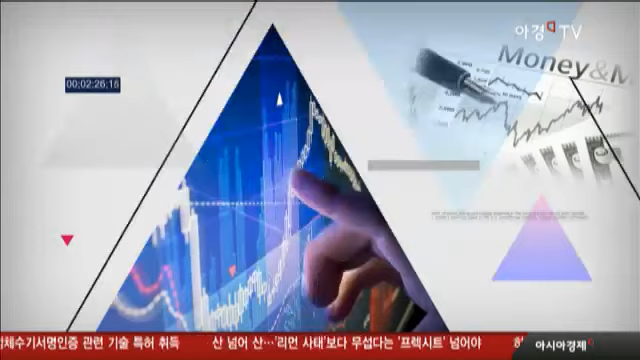 아경TV
Money&M
00;02;26;16
업체수기서명인증 관련 기술 특허 취득 산 넘어 산…'리먼 사태'보다 무섭다는 '프렉시트' 넘어야
아시아경제